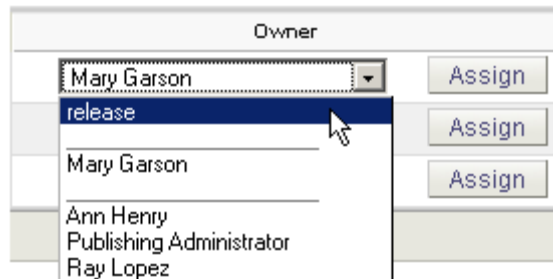 Owner
Mary Garson Assign
release
Assign
Mary Garson
Assign
Ann Henry
Publishing Administrator
Ray Lopez